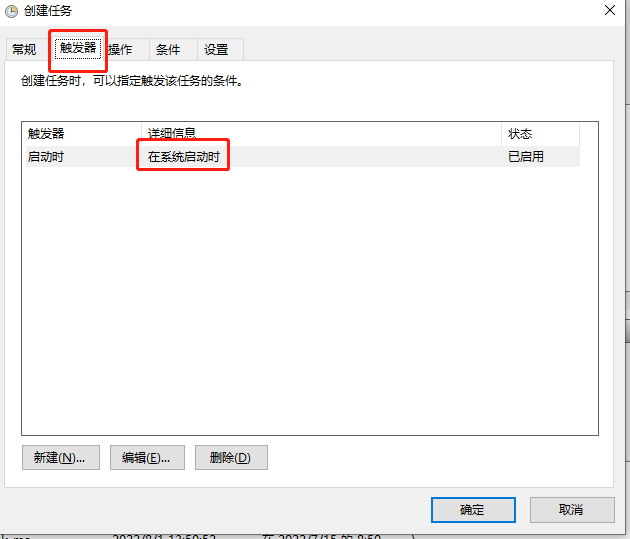 创建任务
常规 触发器 操作 条件 设置
创建任务时，可以指定触发该任务的条件。
触发器 详细信息 状态
启动时 在系统启动时 已启用
新建(N)... 编辑(E)... 删除(D)
确定 取消